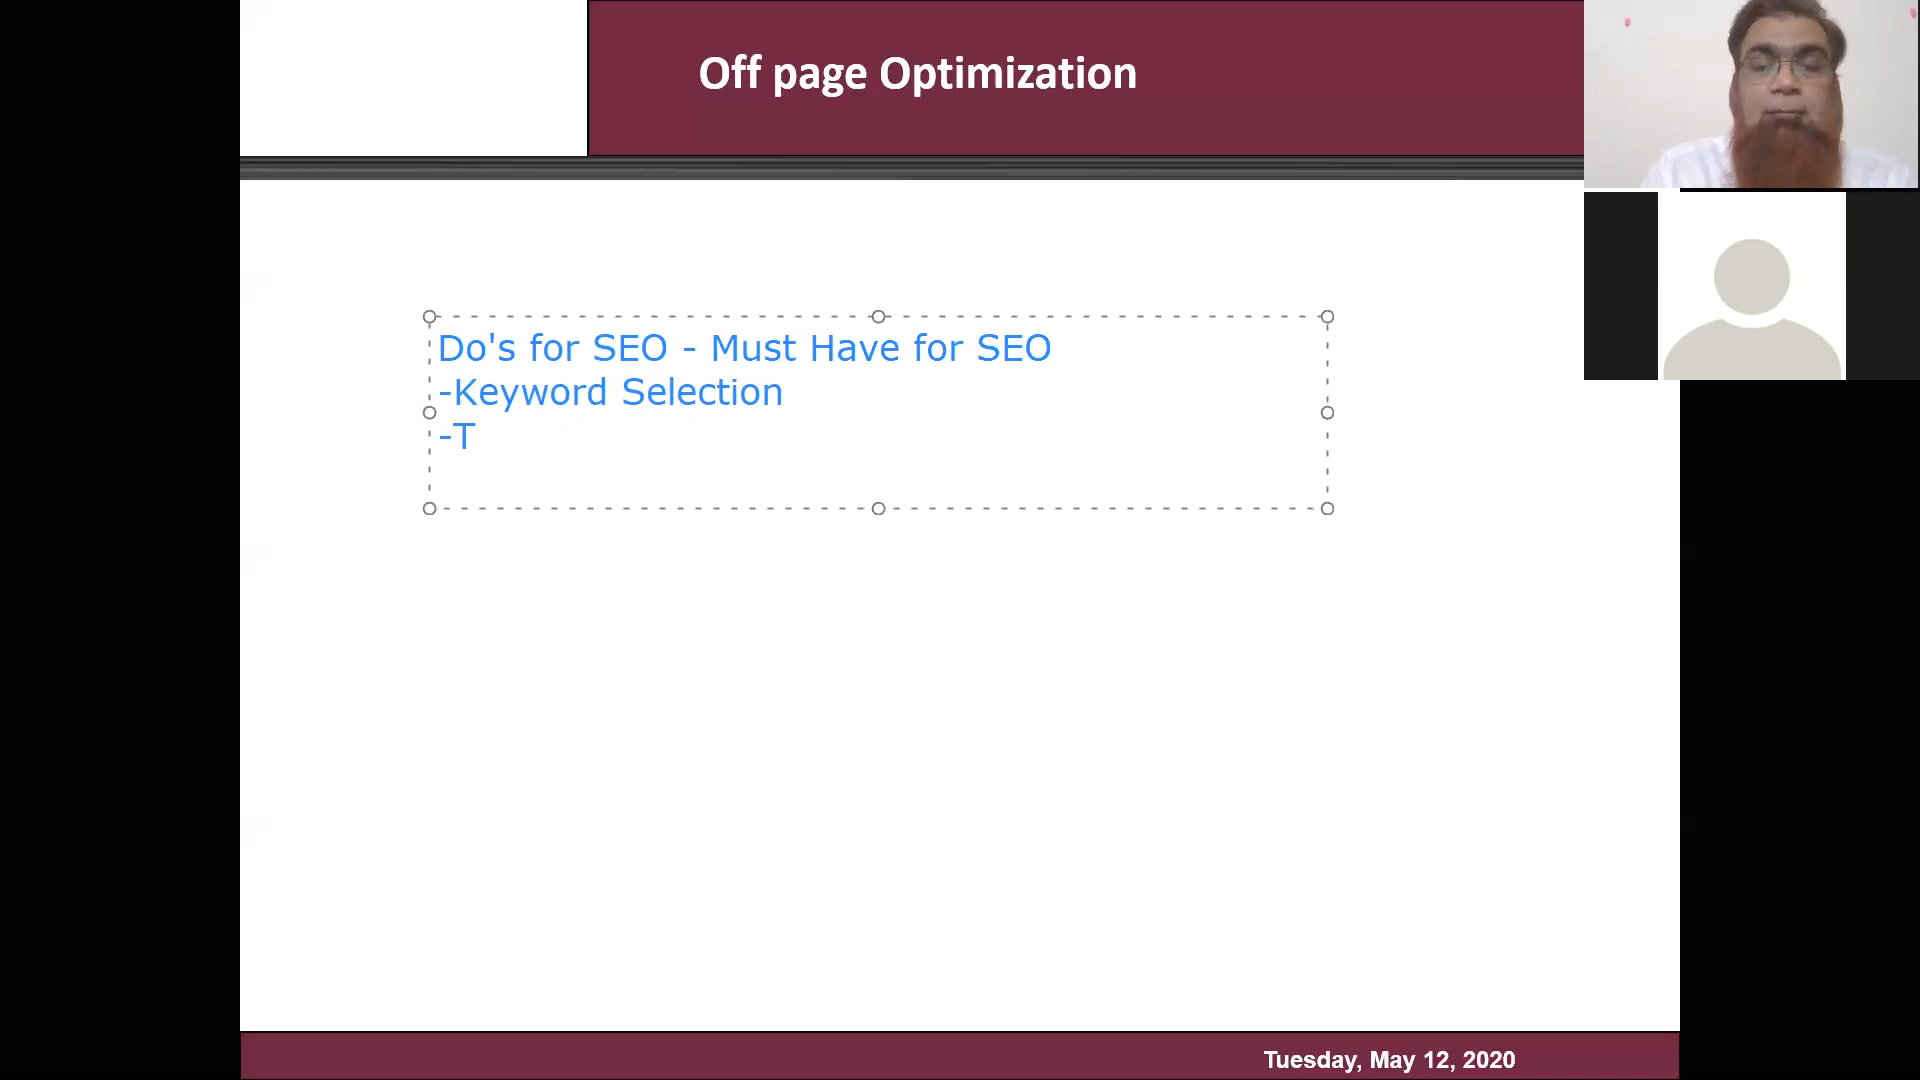 Off page Optimization
Do's for SEO - Must Have for SEO
-Keyword Selection
-T
Tuesday, May 12, 2020